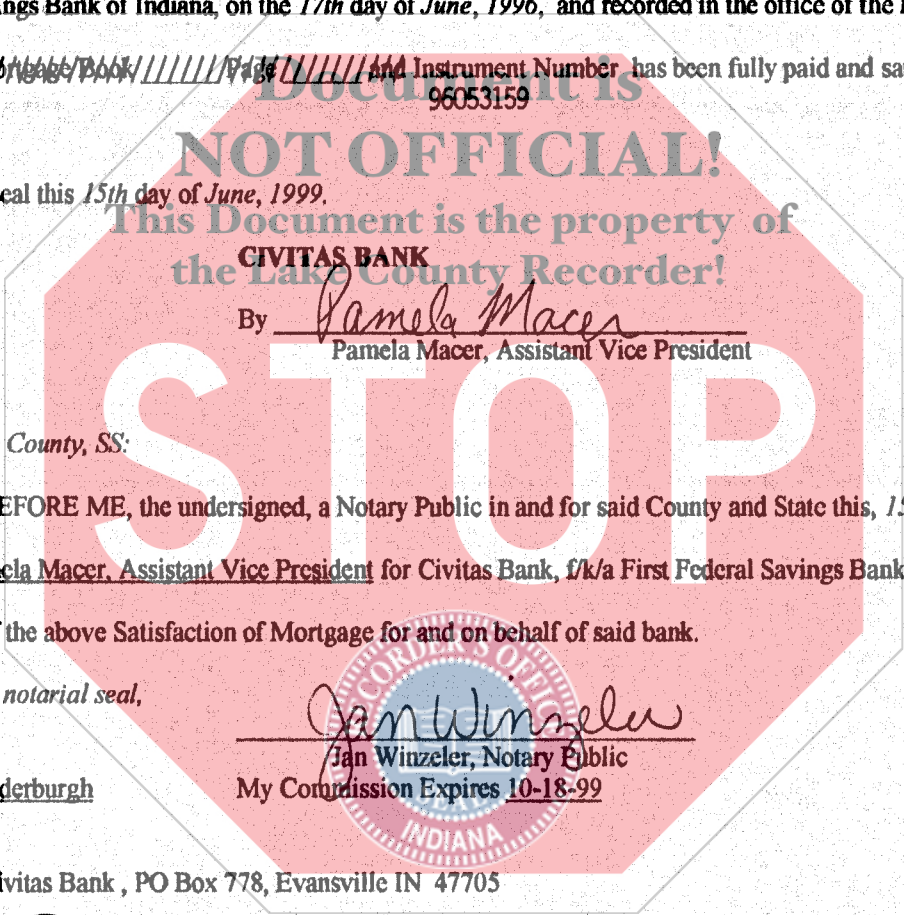 ngs Bank of Indiana, on the 17th day of June, 1996, and recorded in the office of the
Page and Instrument Number has been fully paid and sa
Document is
96053159
NOT OFFICIAL!
eal this 15th day of June, 1999.
This Document is the property of
CIVITAS BANK
the Lake County Recorder!
By Pamela Macer
Pamela Macer, Assistant Vice President
STOP
County, SS:
EFORE ME, the undersigned, a Notary Public in and for said County and State this, 15
ela Macer, Assistant Vice President for Civitas Bank, f/k/a First Federal Savings Bank
f the above Satisfaction of Mortgage for and on behalf of said bank.
RECORDER'S OFFICE
notarial seal,
Jan Winzeler
Jan Winzeler, Notary Public
derburgh
My Commission Expires 10-18-99
SEAL
INDIANA
ivitas Bank , PO Box 778, Evansville IN 47705